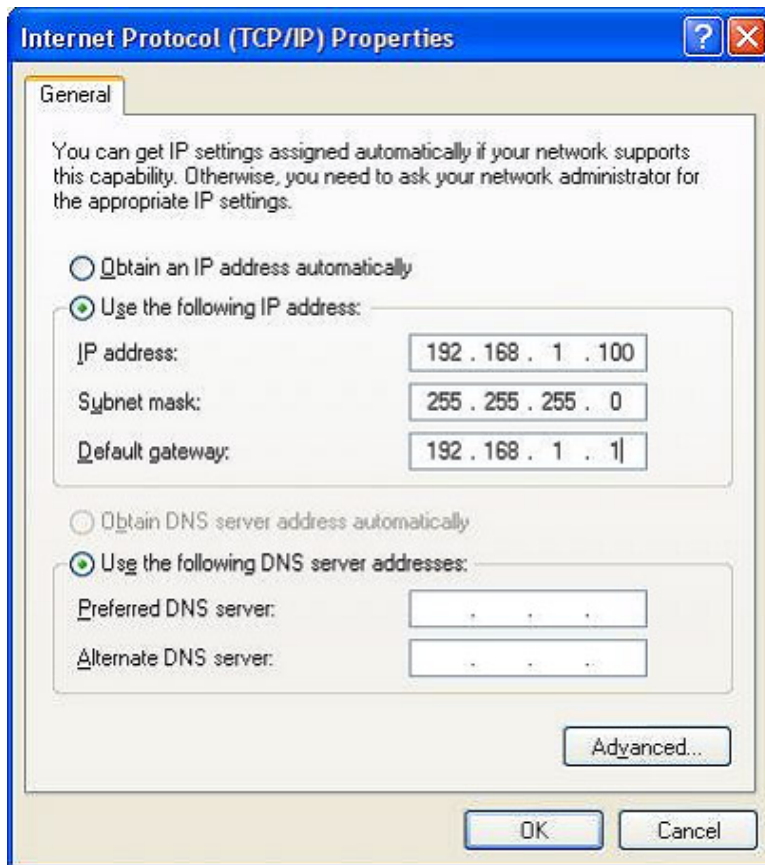 Internet Protocol (TCP/IP) Properties
General
You can get IP settings assigned automatically if your network supports
this capability. Otherwise, you need to ask your network administrator for
the appropriate IP settings.
Obtain an IP address automatically
Use the following IP address:
IP address: 192 . 168 . 1 . 100
Subnet mask: 255 . 255 . 255 . 0
Default gateway: 192 . 168 . 1 . 1
Obtain DNS server address automatically
Use the following DNS server addresses:
Preferred DNS server: . . .
Alternate DNS server: . . .
Advanced...
OK Cancel